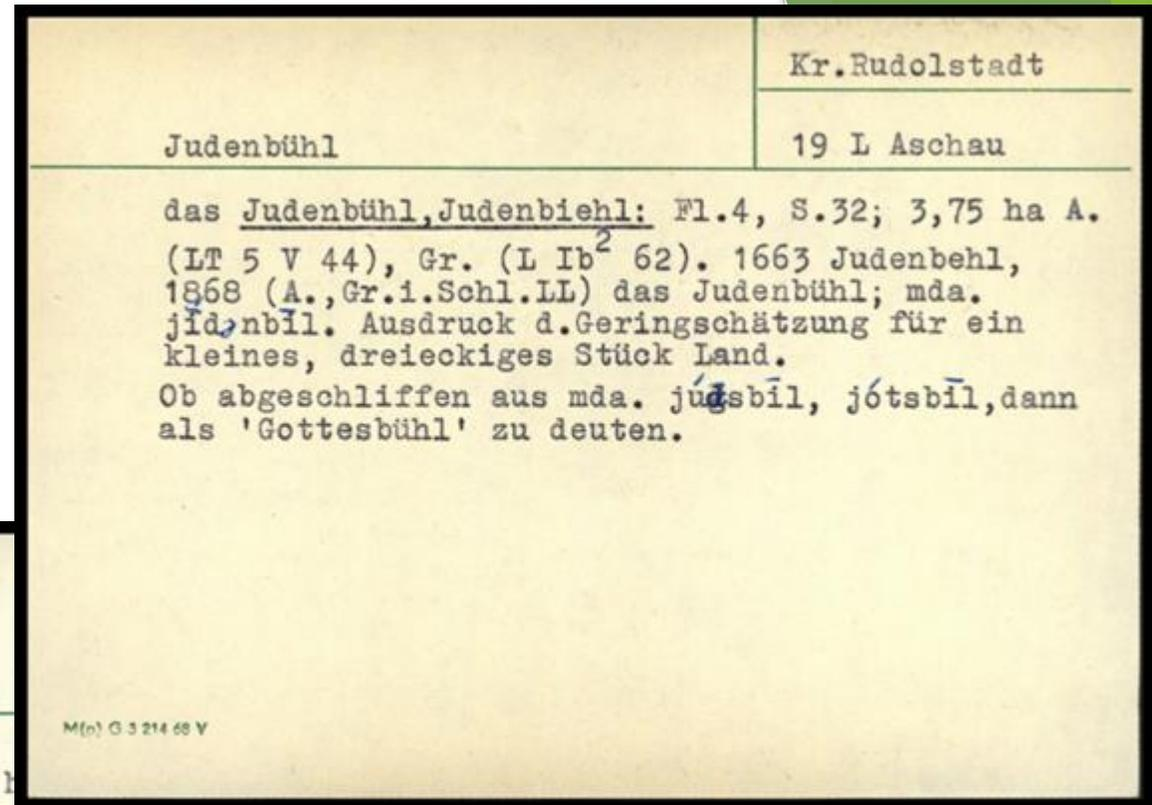 Kr.Rudolstadt
Judenbühl
19 L Aschau
das Judenbühl,Judenbiehl: Fl.4, S.32; 3,75 ha A.
(LT 5 V 44), Gr. (L Ib² 62). 1663 Judenbehl,
1868 (A.,Gr.i.Schl.LL) das Judenbühl; mda.
Ausdruck d.Geringschätzung für ein
kleines, dreieckiges Stück Land.
Ob abgeschliffen aus mda. jótsbīl,dann
als 'Gottesbühl' zu deuten.
M(p) G 3 214 68 V